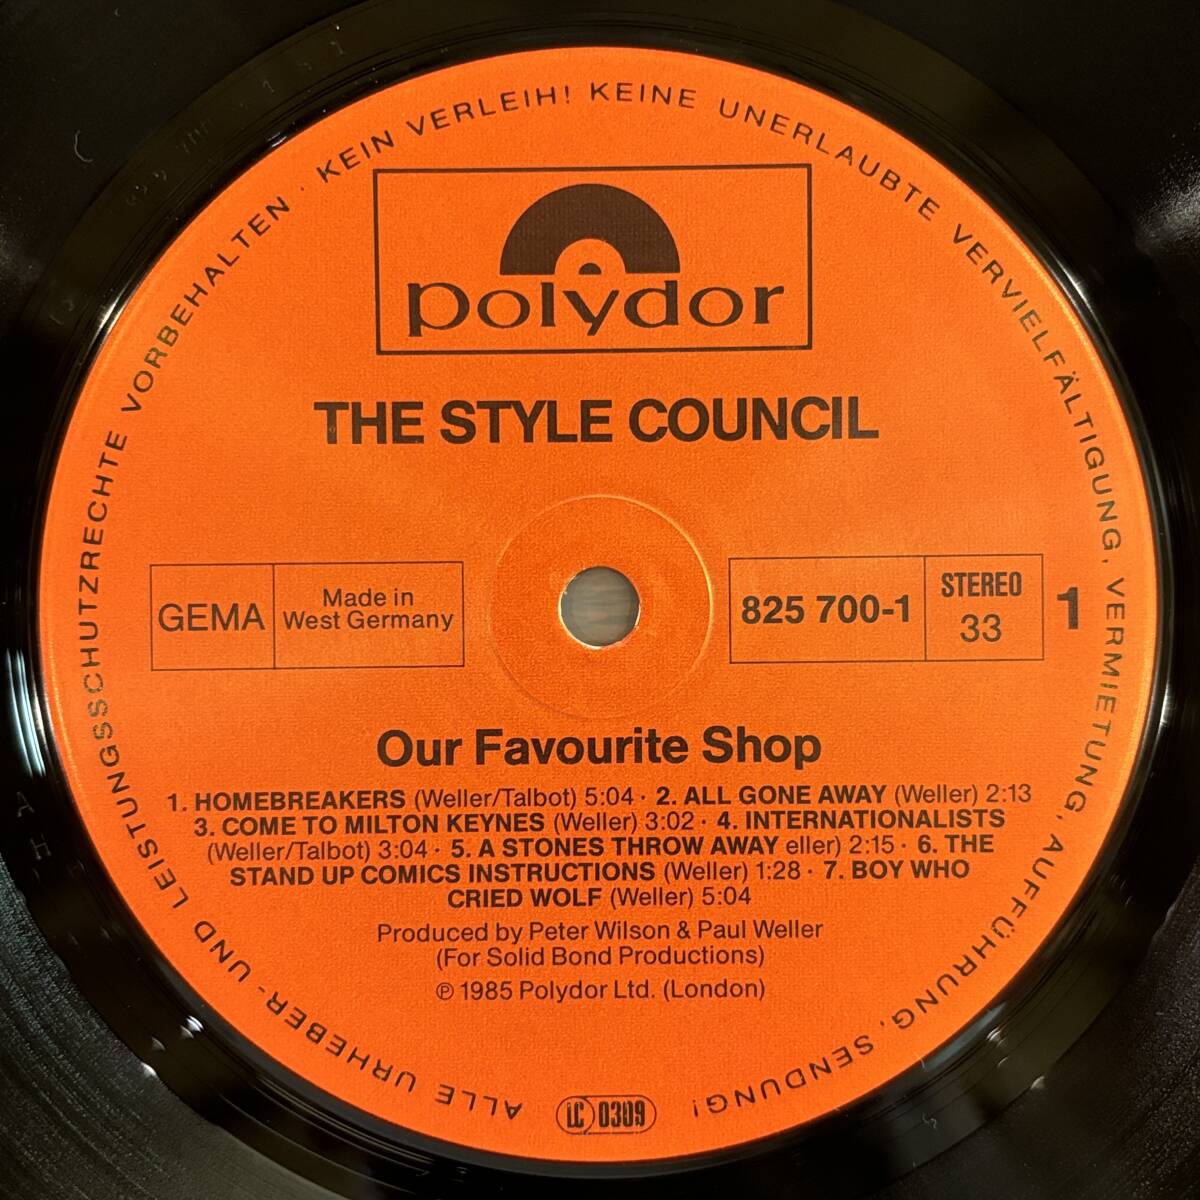 ALLE URHEBER- UND LEISTUNGSSCHUTZRECHTE VORBEHALTEN · KEIN VERLEIH! KEINE UNERLAUBTE VERVIELFÄLTIGUNG, VERMIETUNG, AUFFÜHRUNG, SENDUNG!
polydor
THE STYLE COUNCIL
GEMA
Made in
West Germany
825 700-1
STEREO
33
1
Our Favourite Shop
1. HOMEBREAKERS (Weller/Talbot) 5:04 · 2. ALL GONE AWAY (Weller) 2:13
3. COME TO MILTON KEYNES (Weller) 3:02 · 4. INTERNATIONALISTS
(Weller/Talbot) 3:04 · 5. A STONES THROW AWAY eller) 2:15 · 6. THE
STAND UP COMICS INSTRUCTIONS (Weller) 1:28 · 7. BOY WHO
CRIED WOLF (Weller) 5:04
Produced by Peter Wilson & Paul Weller
(For Solid Bond Productions)
℗ 1985 Polydor Ltd. (London)
LC 0309